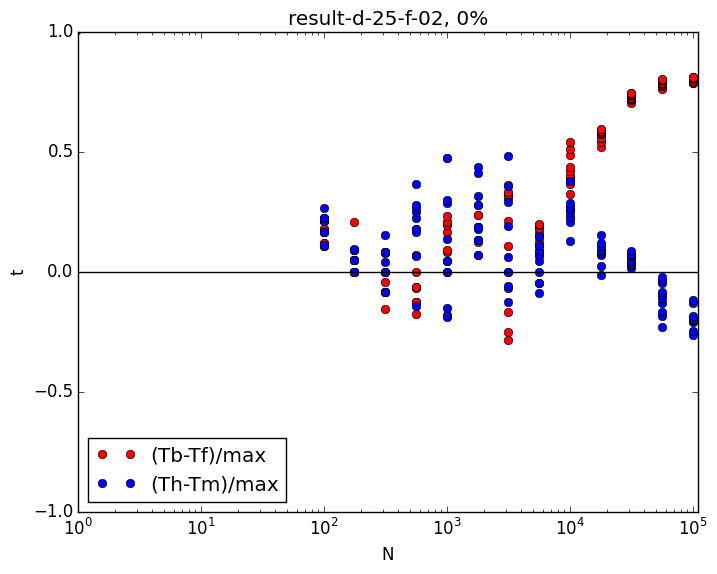 result-d-25-f-02, 0%
1.0
0.5
0.0
−0.5
−1.0
t
(Tb-Tf)/max
(Th-Tm)/max
10^0 10^1 10^2 10^3 10^4 10^5
N